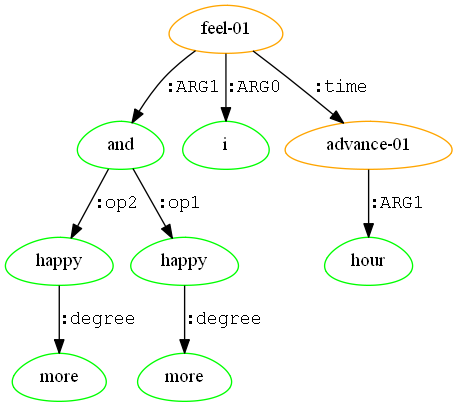 feel-01
:ARG1 :ARG0 :time
and i advance-01
:op2 :op1 :ARG1
happy happy hour
:degree :degree
more more